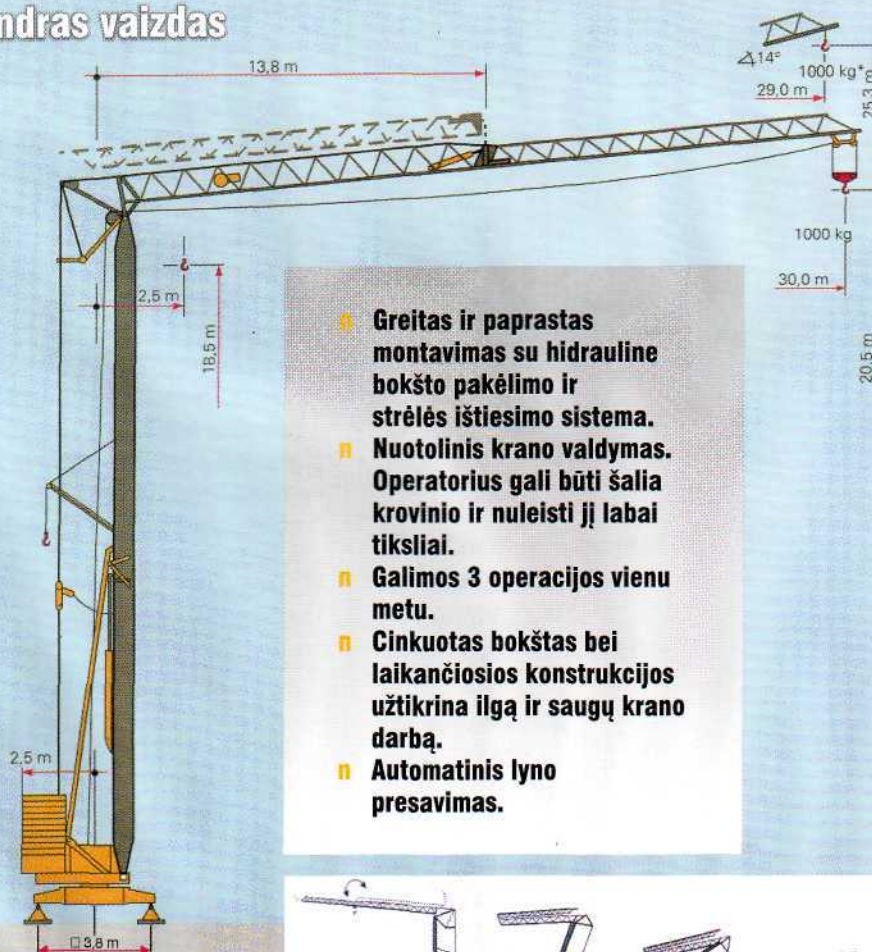 ndras vaizdas
13,8 m
14°
1000 kg*
29,0 m
25,3 m
1000 kg
30,0 m
2,5 m
18,5 m
20,5 m
n Greitas ir paprastas
montavimas su hidrauline
bokšto pakėlimo ir
strėlės ištiesimo sistema.
n Nuotolinis krano valdymas.
Operatorius gali būti šalia
krovinio ir nuleisti jį labai
tiksliai.
n Galimos 3 operacijos vienu
metu.
n Cinkuotas bokštas bei
laikančiosios konstrukcijos
užtikrina ilgą ir saugų krano
darbą.
n Automatinis lyno
presavimas.
2,5 m
□ 3,8 m